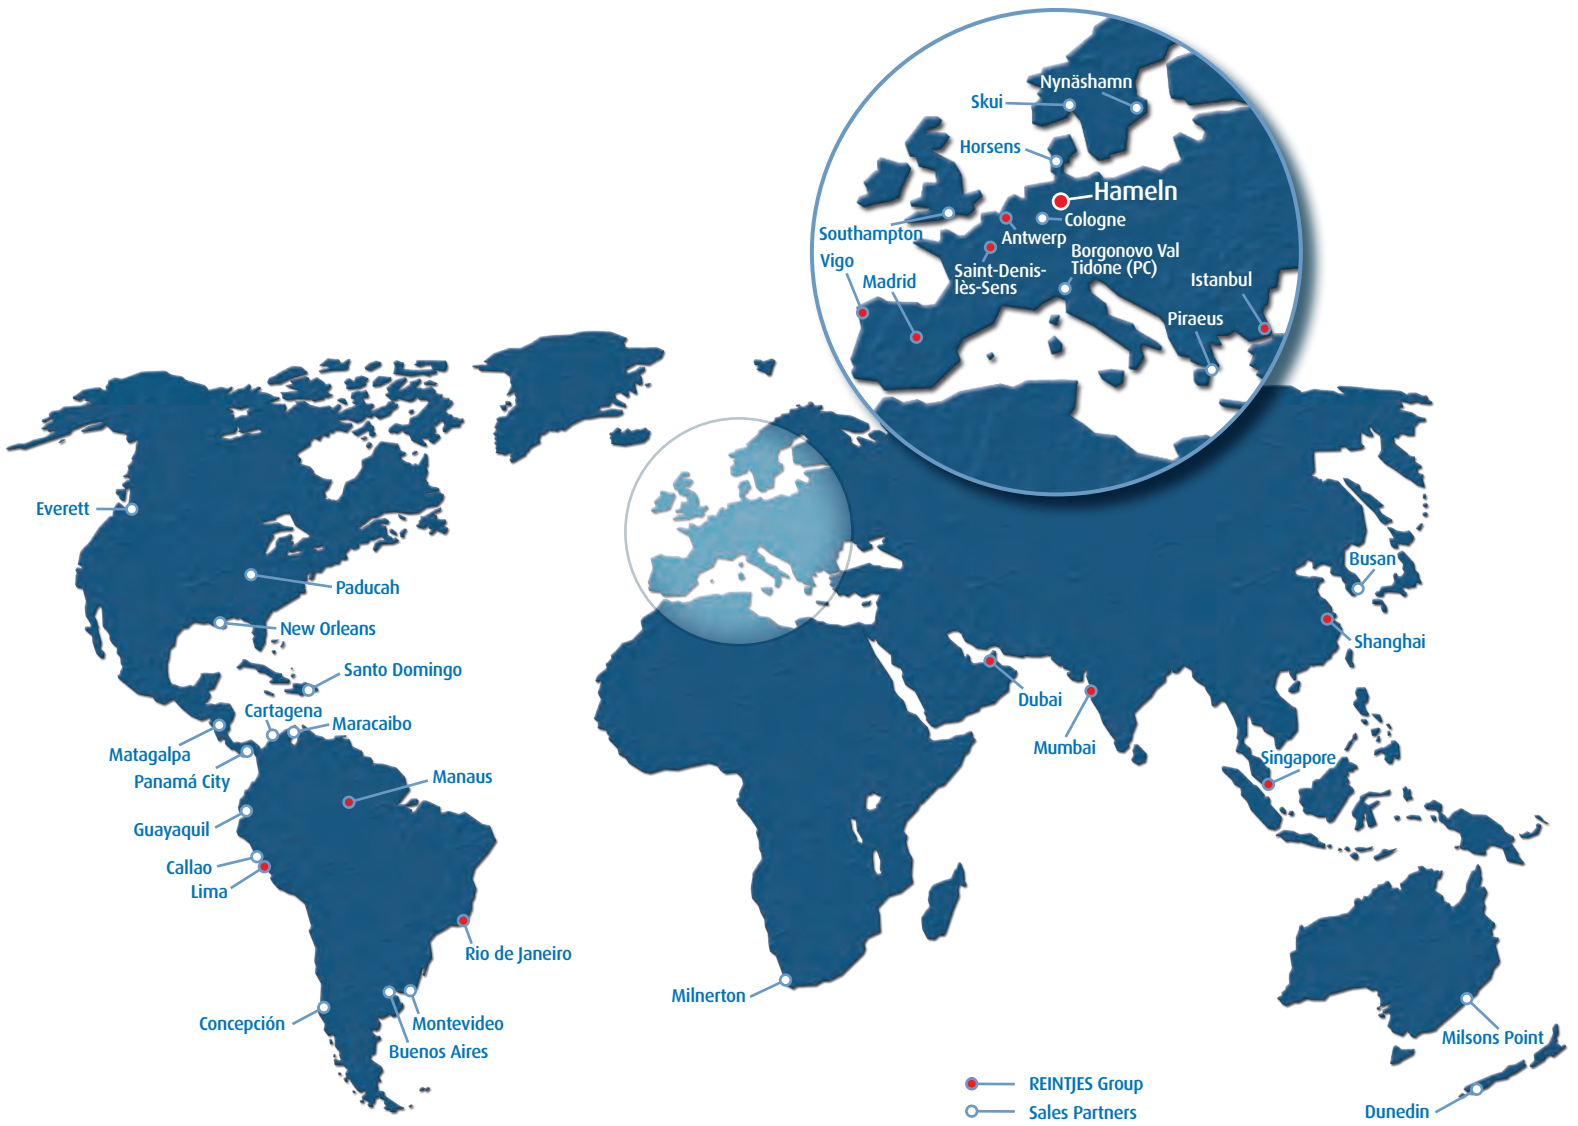 Nynäshamn
Skui
Horsens
Hameln
Cologne
Southampton
Antwerp
Borgonovo Val
Tidone (PC)
Vigo
Saint-Denis-
lès-Sens
Madrid
Istanbul
Piraeus
Everett
Busan
Paducah
New Orleans
Shanghai
Santo Domingo
Dubai
Cartagena
Maracaibo
Mumbai
Matagalpa
Singapore
Panamá City
Manaus
Guayaquil
Callao
Lima
Rio de Janeiro
Milnerton
Concepción
Montevideo
Milsons Point
Buenos Aires
REINTJES Group
Sales Partners
Dunedin